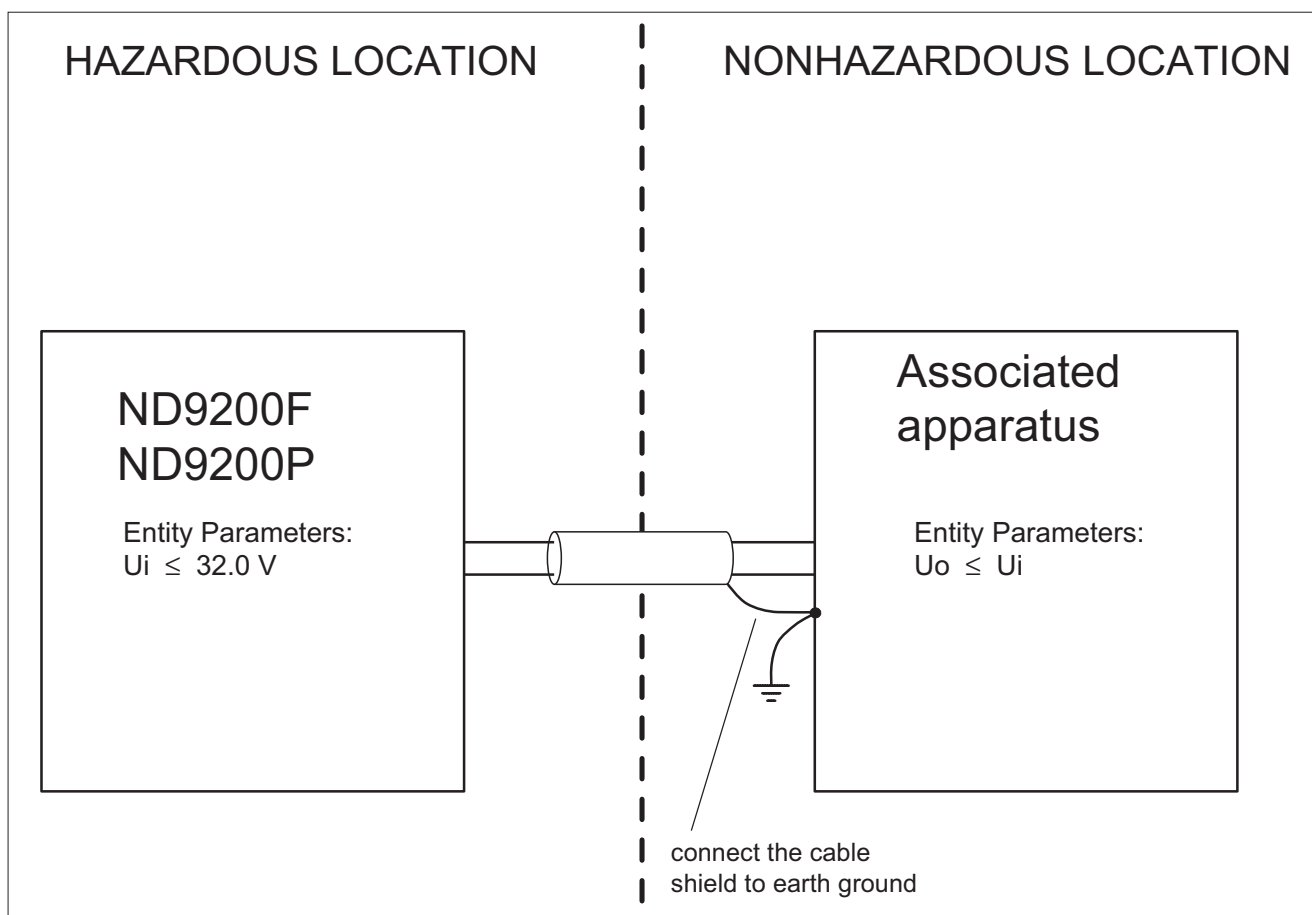 HAZARDOUS LOCATION
NONHAZARDOUS LOCATION
ND9200F
ND9200P
Entity Parameters:
Ui ≤ 32.0 V
Associated
apparatus
Entity Parameters:
Uo ≤ Ui
connect the cable
shield to earth ground